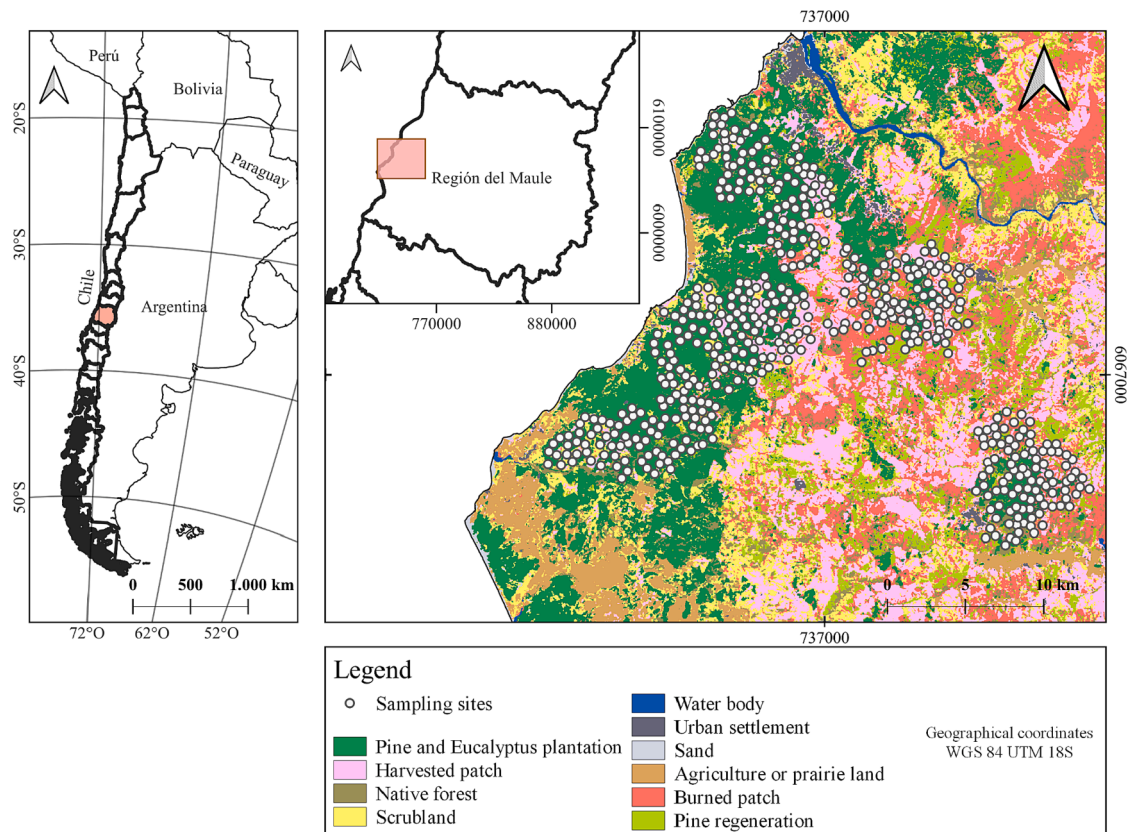 737000
Perú
Bolivia
20°S
Paraguay
30°S
Chile
Argentina
40°S
50°S
0 500 1.000 km
72°O 62°O 52°O
Región del Maule
6190000
6009000
770000 880000
6097000
0 5 10 km
737000
Legend
Sampling sites
Pine and Eucalyptus plantation
Harvested patch
Native forest
Scrubland
Water body
Urban settlement
Sand
Agriculture or prairie land
Burned patch
Pine regeneration
Geographical coordinates
WGS 84 UTM 18S